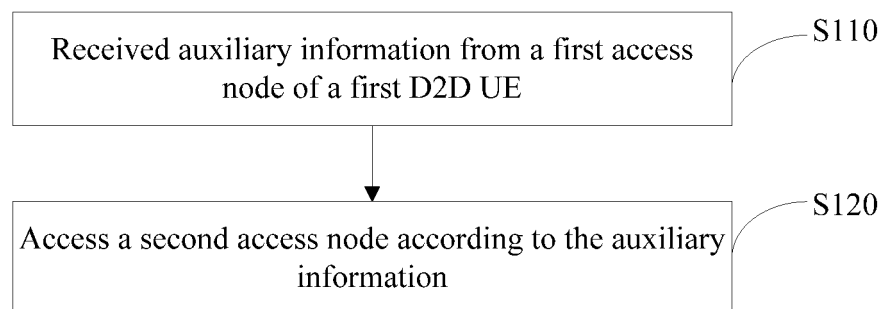 Received auxiliary information from a first access
node of a first D2D UE
S110
Access a second access node according to the auxiliary
information
S120